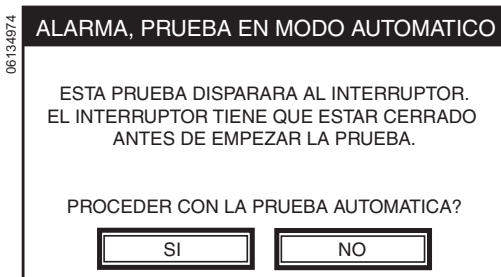 06134974
ALARMA, PRUEBA EN MODO AUTOMATICO
ESTA PRUEBA DISPARARA AL INTERRUPTOR.
EL INTERRUPTOR TIENE QUE ESTAR CERRADO
ANTES DE EMPEZAR LA PRUEBA.
PROCEDER CON LA PRUEBA AUTOMATICA?
SI
NO